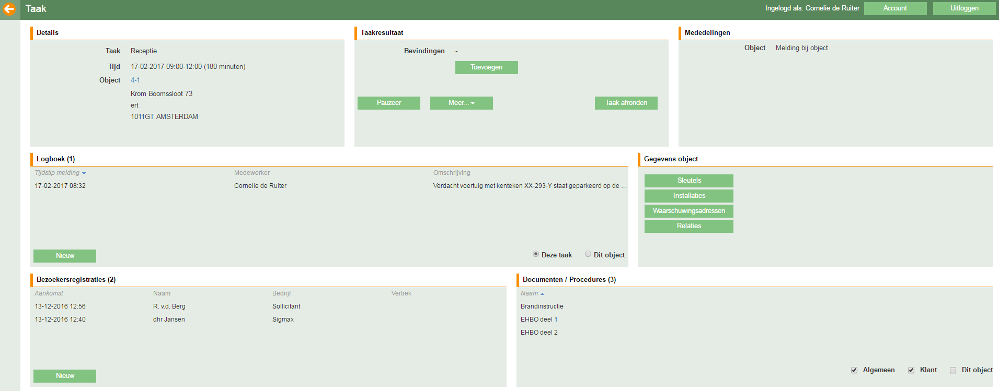 Taak
Ingelogd als: Cornelie de Ruiter Account Uitloggen
Details
Taak Receptie
Tijd 17-02-2017 09:00-12:00 (180 minuten)
Object 4-1
Krom Boomssloot 73
ert
1011GT AMSTERDAM
Taakresultaat
Bevindingen -
Toevoegen
Pauzeer Meer... Taak afronden
Mededelingen
Object Melding bij object
Logboek (1)
Tijdstip melding Medewerker Omschrijving
17-02-2017 08:32 Cornelie de Ruiter Verdacht voertuig met kenteken XX-293-Y staat geparkeerd op de ...
Nieuw Deze taak Dit object
Gegevens object
Sleutels
Installaties
Waarschuwingsadressen
Relaties
Bezoekersregistraties (2)
Aankomst Naam Bedrijf Vertrek
13-12-2016 12:56 R. v.d. Berg Sollicitant
13-12-2016 12:40 dhr Jansen Sigmax
Nieuw
Documenten / Procedures (3)
Naam
Brandinstructie
EHBO deel 1
EHBO deel 2
Algemeen Klant Dit object